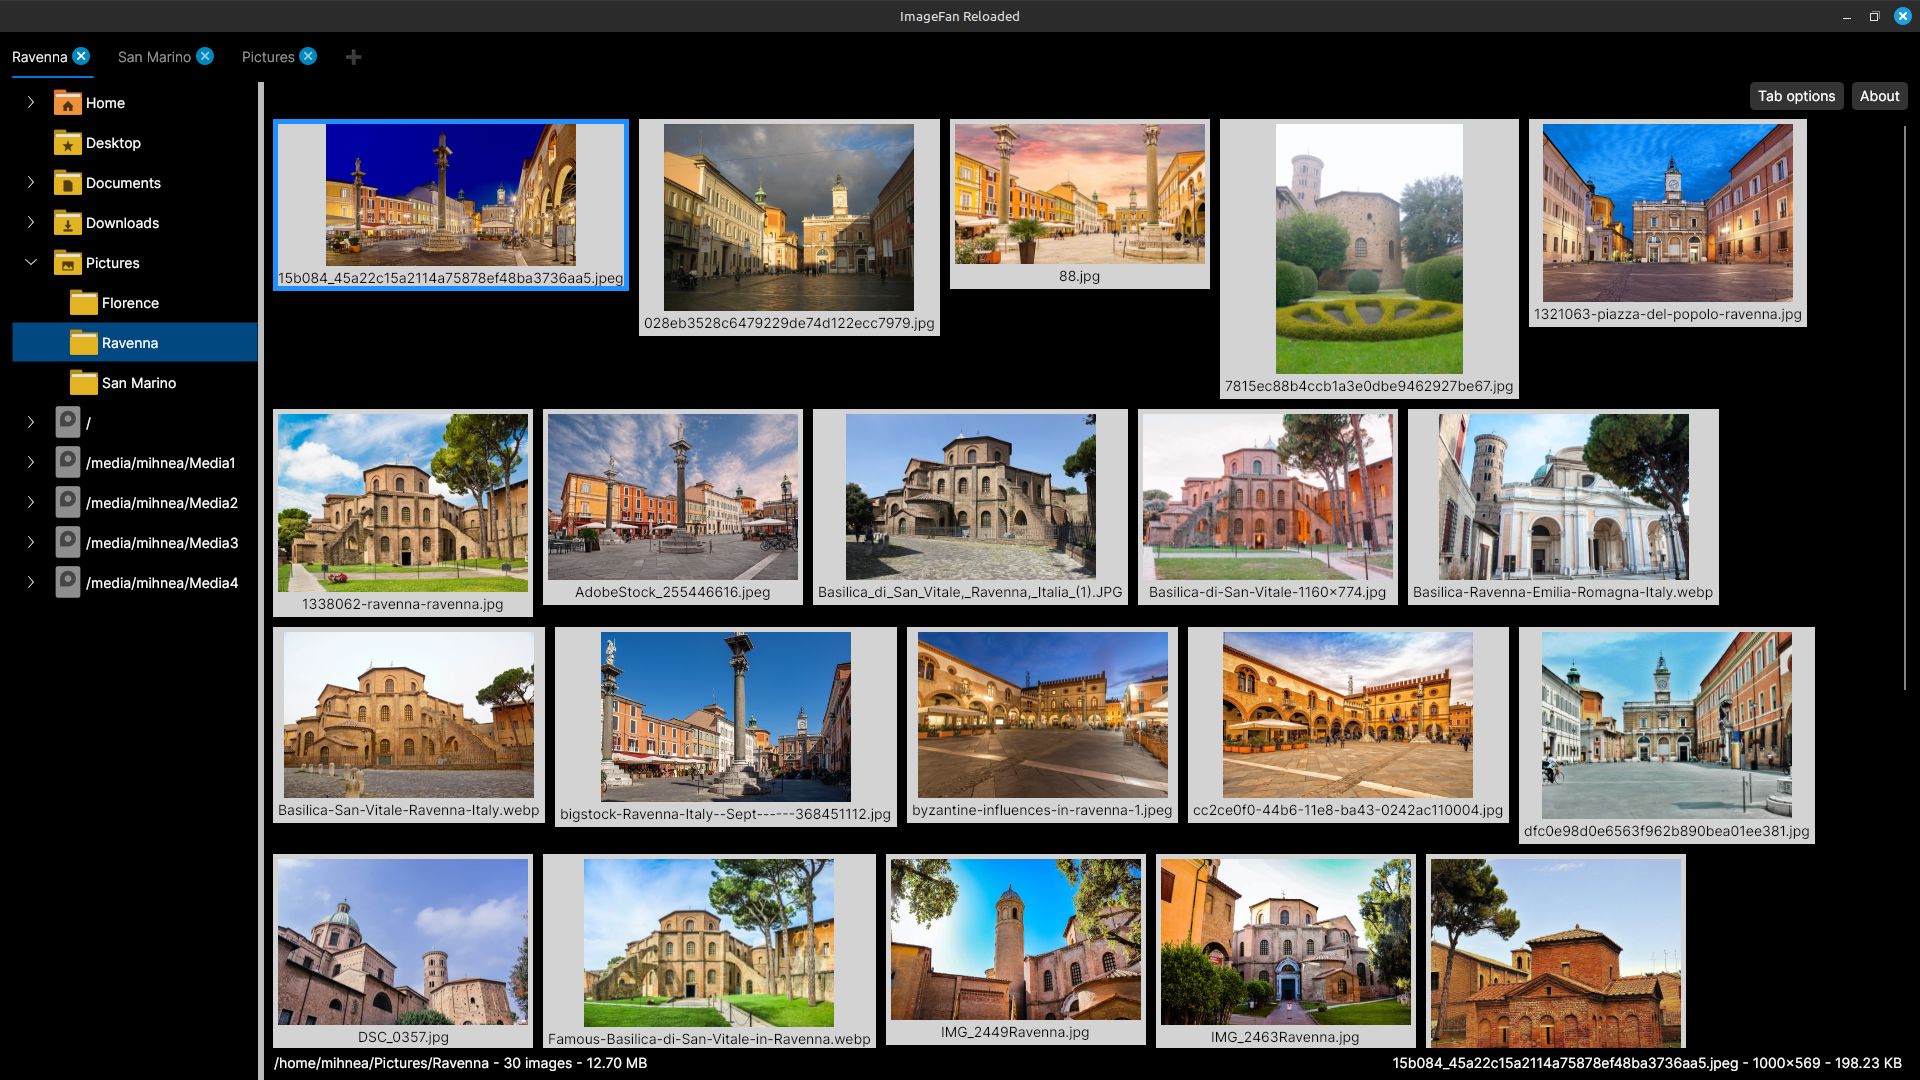 ImageFan Reloaded
Ravenna
San Marino
Pictures
Home
Desktop
Documents
Downloads
Pictures
Florence
Ravenna
San Marino
/
/media/mihnea/Media1
/media/mihnea/Media2
/media/mihnea/Media3
/media/mihnea/Media4
Tab options
About
15b084_45a22c15a2114a75878ef48ba3736aa5.jpeg
028eb3528c6479229de74d122ecc7979.jpg
88.jpg
7815ec88b4ccb1a3e0dbe9462927be67.jpg
1321063-piazza-del-popolo-ravenna.jpg
1338062-ravenna-ravenna.jpg
AdobeStock_255446616.jpeg
Basilica_di_San_Vitale,_Ravenna,_Italia_(1).JPG
Basilica-di-San-Vitale-1160×774.jpg
Basilica-Ravenna-Emilia-Romagna-Italy.webp
Basilica-San-Vitale-Ravenna-Italy.webp
bigstock-Ravenna-Italy--Sept------368451112.jpg
byzantine-influences-in-ravenna-1.jpeg
cc2ce0f0-44b6-11e8-ba43-0242ac110004.jpg
dfc0e98d0e6563f962b890bea01ee381.jpg
DSC_0357.jpg
Famous-Basilica-di-San-Vitale-in-Ravenna.webp
IMG_2449Ravenna.jpg
IMG_2463Ravenna.jpg
/home/mihnea/Pictures/Ravenna - 30 images - 12.70 MB
15b084_45a22c15a2114a75878ef48ba3736aa5.jpeg - 1000×569 - 198.23 KB